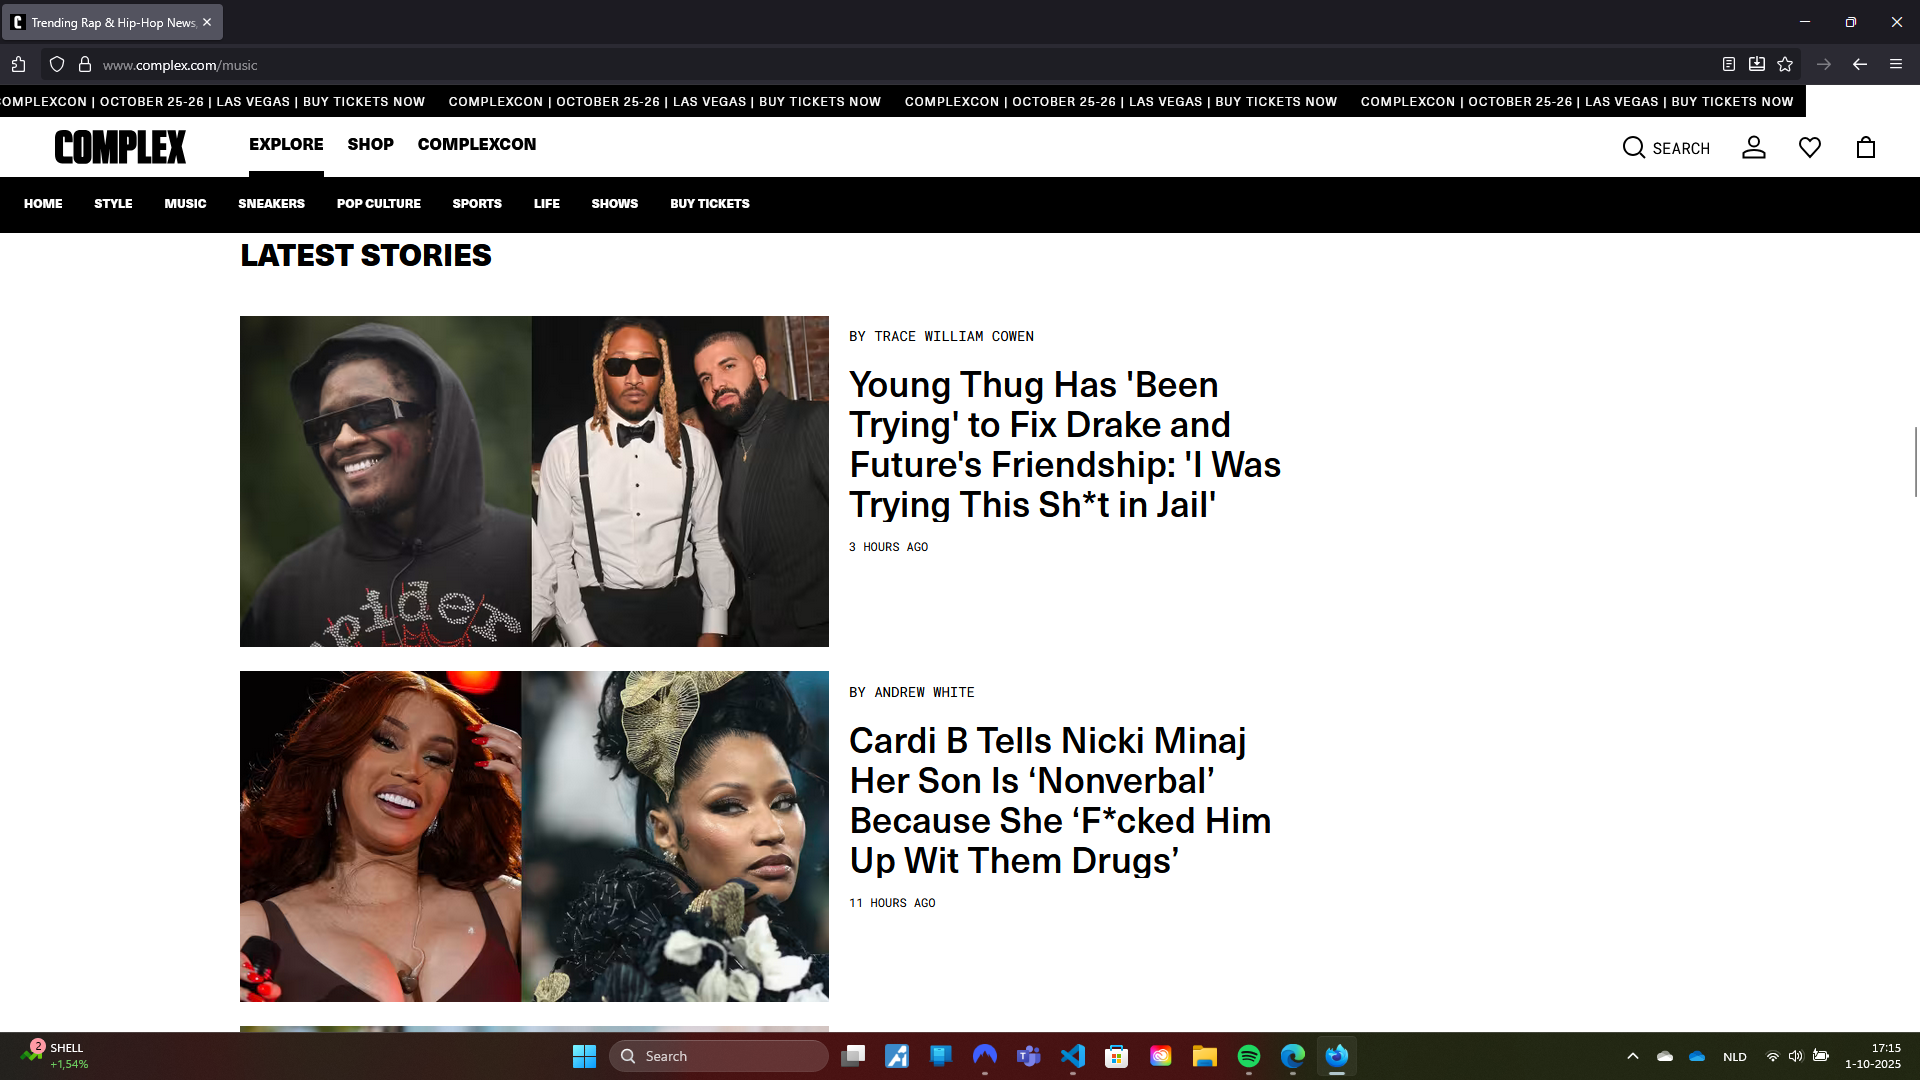 Trending Rap & Hip-Hop News,
www.complex.com/music
OMPLEXCON | OCTOBER 25-26 | LAS VEGAS | BUY TICKETS NOW COMPLEXCON | OCTOBER 25-26 | LAS VEGAS | BUY TICKETS NOW COMPLEXCON | OCTOBER 25-26 | LAS VEGAS | BUY TICKETS NOW COMPLEXCON | OCTOBER 25-26 | LAS VEGAS | BUY TICKETS NOW
COMPLEX EXPLORE SHOP COMPLEXCON SEARCH
HOME STYLE MUSIC SNEAKERS POP CULTURE SPORTS LIFE SHOWS BUY TICKETS
LATEST STORIES
BY TRACE WILLIAM COWEN
Young Thug Has 'Been
Trying' to Fix Drake and
Future's Friendship: 'I Was
Trying This Sh*t in Jail'
3 HOURS AGO
spider
BY ANDREW WHITE
Cardi B Tells Nicki Minaj
Her Son Is ‘Nonverbal’
Because She ‘F*cked Him
Up Wit Them Drugs’
11 HOURS AGO
2
SHELL
+1,54%
Search
NLD
17:15
1-10-2025